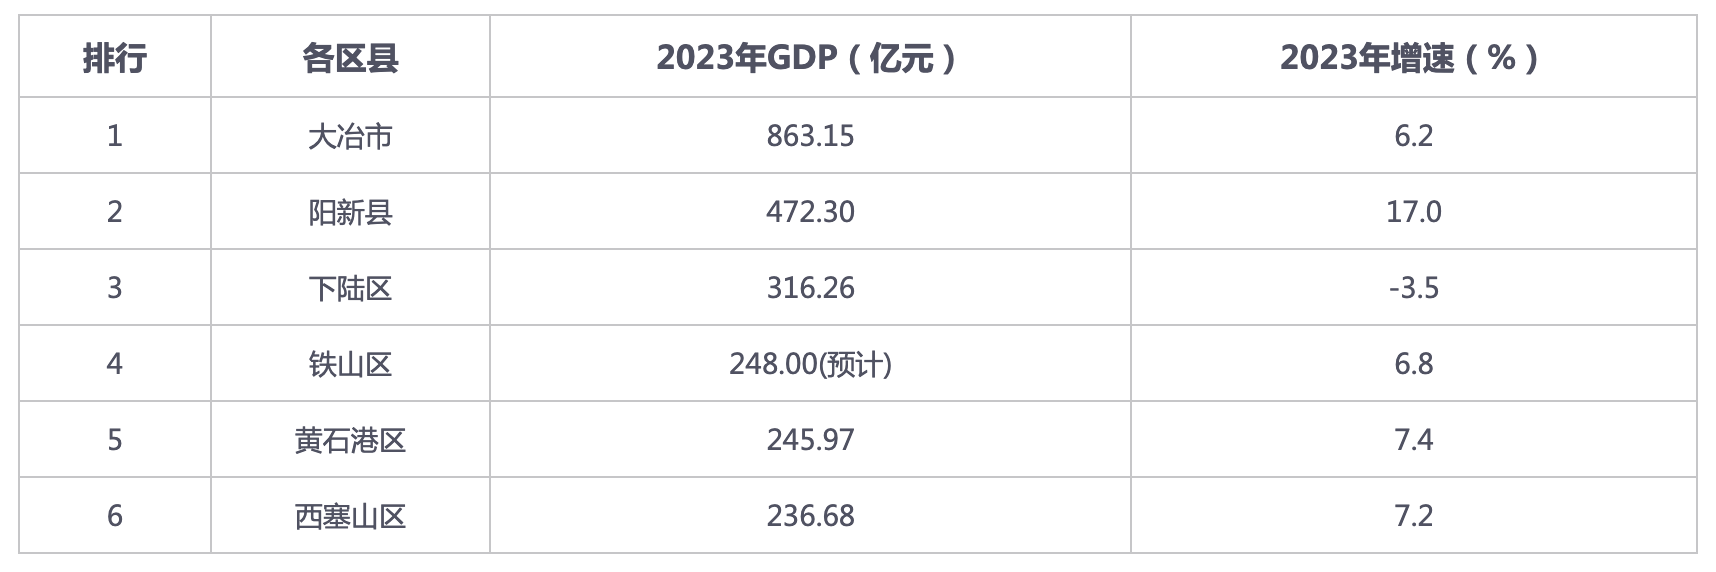 排行 各区县 2023年GDP（亿元） 2023年增速（%）
1 大冶市 863.15 6.2
2 阳新县 472.30 17.0
3 下陆区 316.26 -3.5
4 铁山区 248.00(预计) 6.8
5 黄石港区 245.97 7.4
6 西塞山区 236.68 7.2